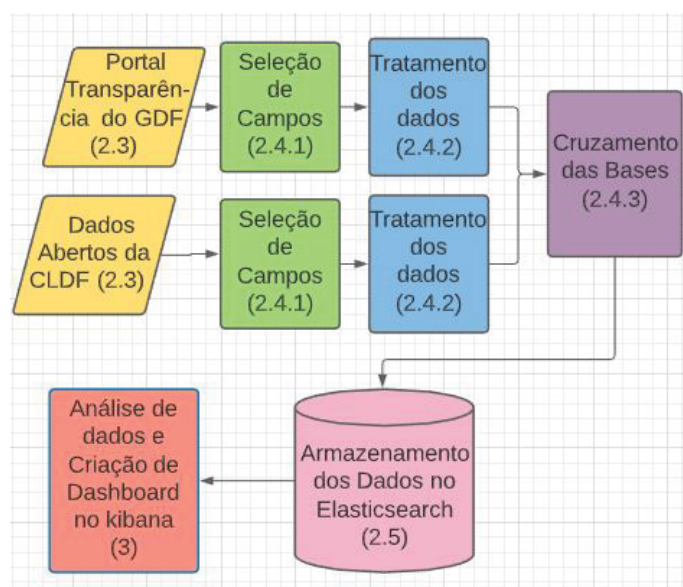 Portal
Transparên-
cia do GDF
(2.3)
Seleção
de
Campos
(2.4.1)
Tratamento
dos
dados
(2.4.2)
Cruzamento
das Bases
(2.4.3)
Dados
Abertos da
CLDF (2.3)
Seleção
de
Campos
(2.4.1)
Tratamento
dos
dados
(2.4.2)
Análise de
dados e
Criação de
Dashboard
no kibana
(3)
Armazenamento
dos Dados no
Elasticsearch
(2.5)